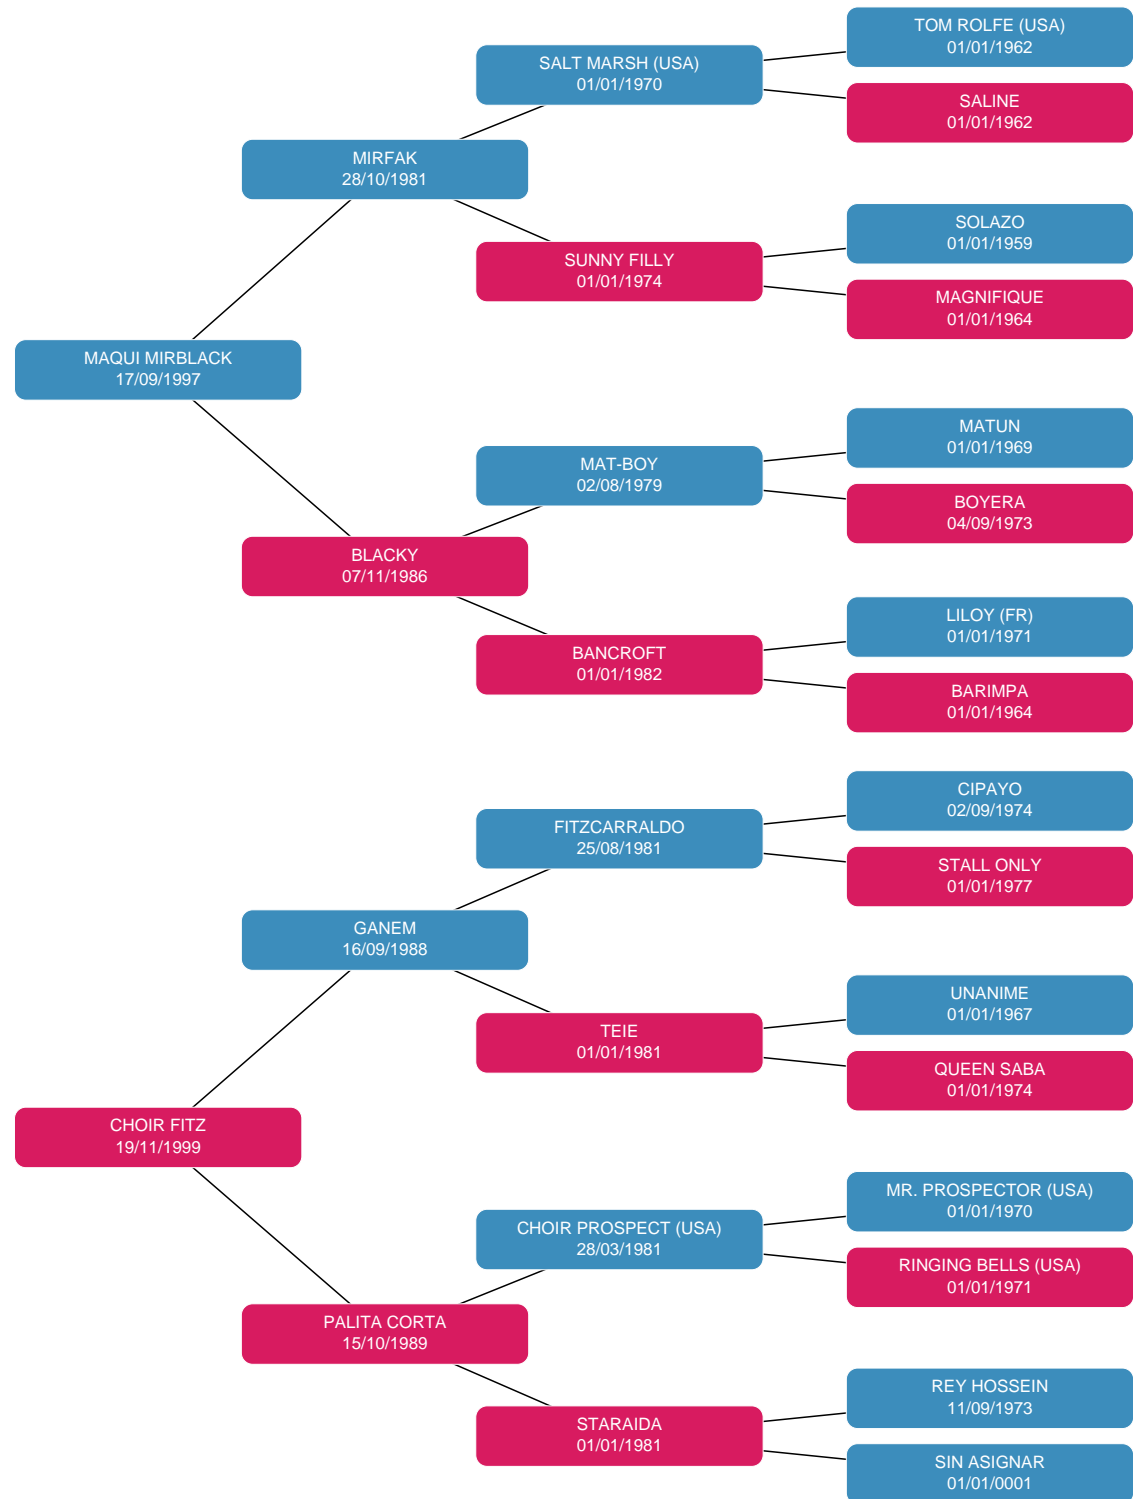 TOM ROLFE (USA)
01/01/1962
SALT MARSH (USA)
01/01/1970
SALINE
01/01/1962
MIRFAK
28/10/1981
SOLAZO
01/01/1959
SUNNY FILLY
01/01/1974
MAGNIFIQUE
01/01/1964
MAQUI MIRBLACK
17/09/1997
MATUN
01/01/1969
MAT-BOY
02/08/1979
BOYERA
04/09/1973
BLACKY
07/11/1986
LILOY (FR)
01/01/1971
BANCROFT
01/01/1982
BARIMPA
01/01/1964
CIPAYO
02/09/1974
FITZCARRALDO
25/08/1981
STALL ONLY
01/01/1977
GANEM
16/09/1988
UNANIME
01/01/1967
TEIE
01/01/1981
QUEEN SABA
01/01/1974
CHOIR FITZ
19/11/1999
MR. PROSPECTOR (USA)
01/01/1970
CHOIR PROSPECT (USA)
28/03/1981
RINGING BELLS (USA)
01/01/1971
PALITA CORTA
15/10/1989
REY HOSSEIN
11/09/1973
STARAIDA
01/01/1981
SIN ASIGNAR
01/01/0001